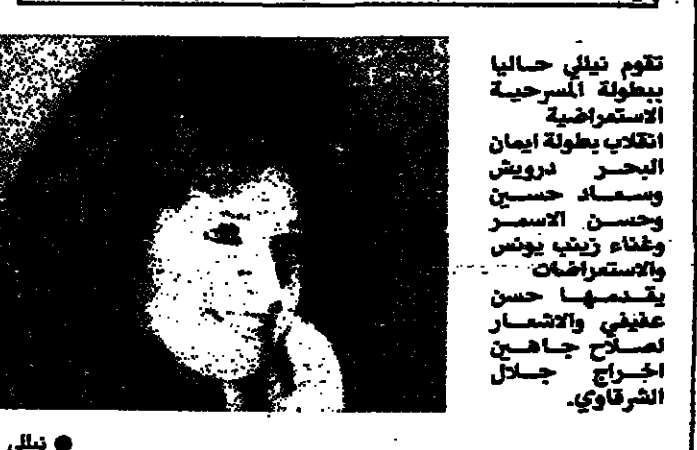 تقوم نيللي حاليا
ببطولة المسرحية
الاستعراضية
انقلاب بطولة ايمان
البحر درويش
وسعاد حسين
وحسن الاسمر
وغناء زينب يونس
والاستعراضات
يقدمها حسن
عفيفي والاشعار
لصلاح جاهين
اخراج جلال
الشرقاوي.
● نيللي